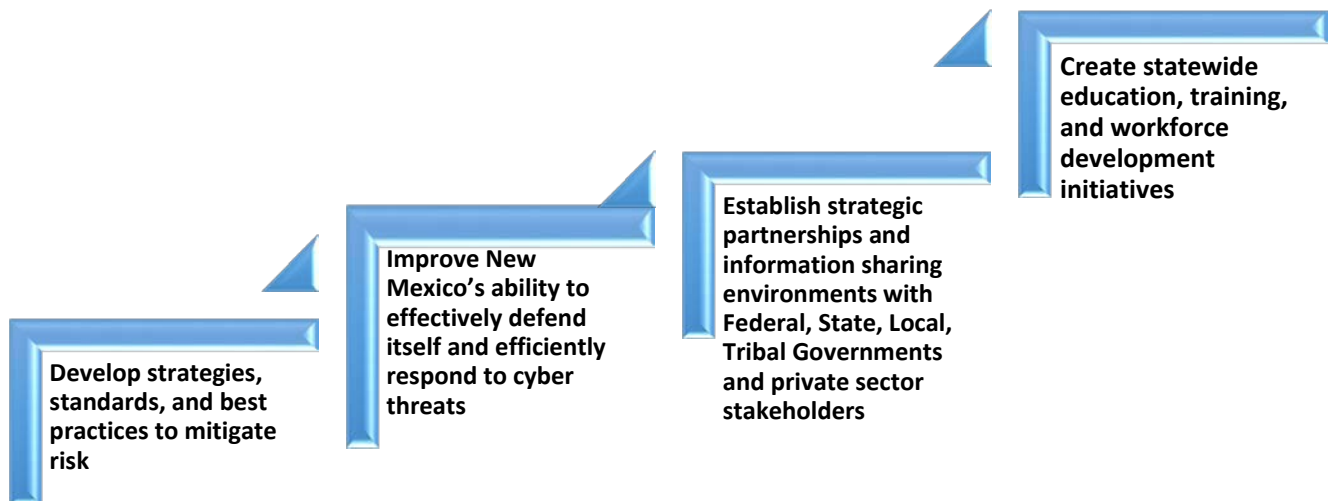 Develop strategies,
standards, and best
practices to mitigate
risk
Improve New
Mexico’s ability to
effectively defend
itself and efficiently
respond to cyber
threats
Establish strategic
partnerships and
information sharing
environments with
Federal, State, Local,
Tribal Governments
and private sector
stakeholders
Create statewide
education, training,
and workforce
development
initiatives